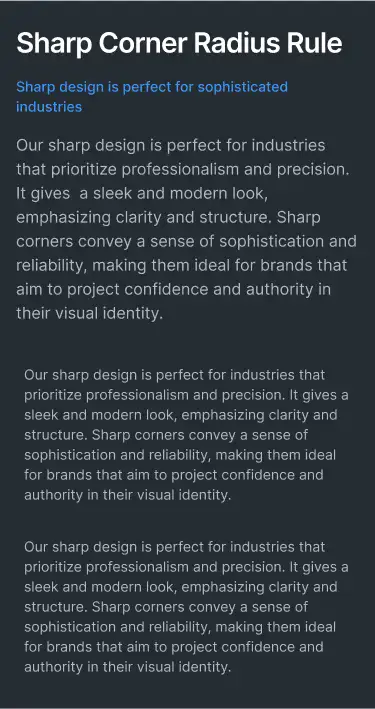 Sharp Corner Radius Rule
Sharp design is perfect for sophisticated
industries
Our sharp design is perfect for industries
that prioritize professionalism and precision.
It gives  a sleek and modern look,
emphasizing clarity and structure. Sharp
corners convey a sense of sophistication and
reliability, making them ideal for brands that
aim to project confidence and authority in
their visual identity.
Our sharp design is perfect for industries that
prioritize professionalism and precision. It gives a
sleek and modern look, emphasizing clarity and
structure. Sharp corners convey a sense of
sophistication and reliability, making them ideal
for brands that aim to project confidence and
authority in their visual identity.
Our sharp design is perfect for industries that
prioritize professionalism and precision. It gives a
sleek and modern look, emphasizing clarity and
structure. Sharp corners convey a sense of
sophistication and reliability, making them ideal
for brands that aim to project confidence and
authority in their visual identity.